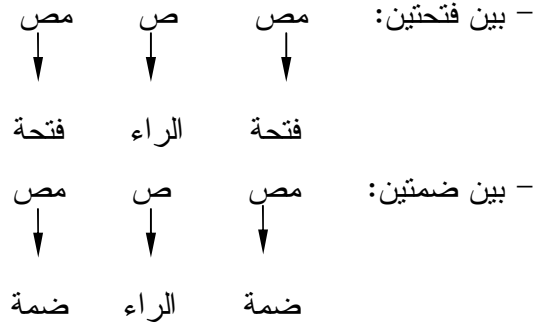 – بين فتحتين: مص ص مص
فتحة الراء فتحة
– بين ضمتين: مص ص مص
ضمة الراء ضمة